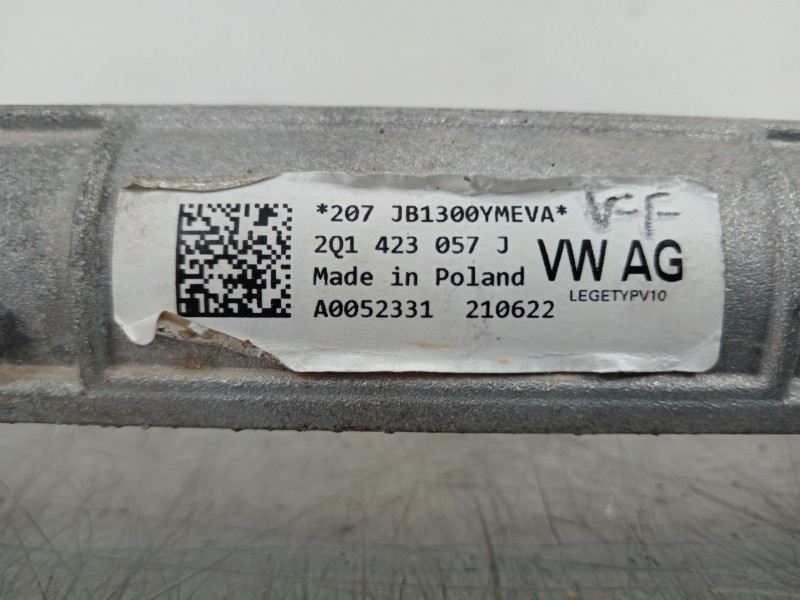 *207 JB1300YMEVA*
2Q1 423 057 J
Made in Poland
A0052331 210622
V-F
VW AG
LEGETYPV10